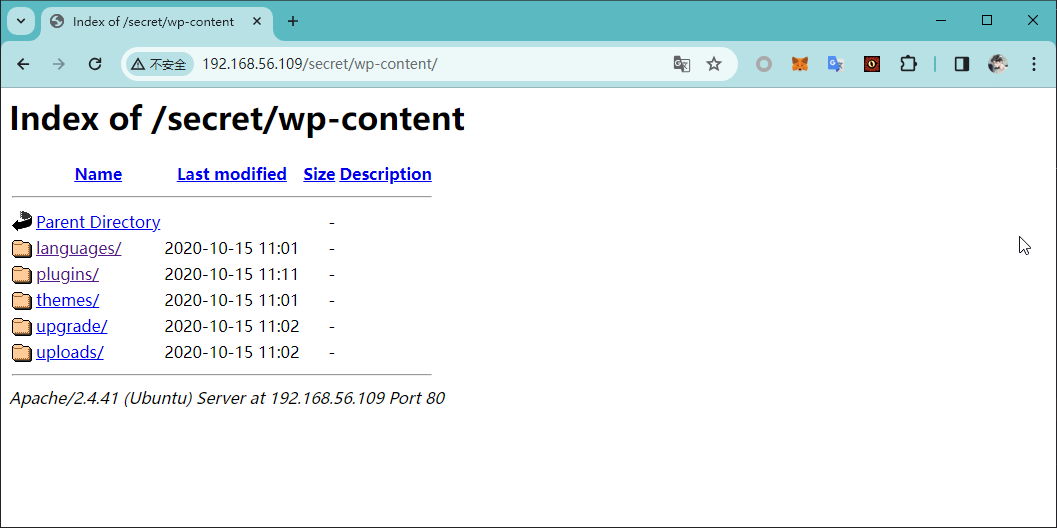 Index of /secret/wp-content
不安全 192.168.56.109/secret/wp-content/
Index of /secret/wp-content
Name Last modified Size Description
Parent Directory -
languages/ 2020-10-15 11:01 -
plugins/ 2020-10-15 11:11 -
themes/ 2020-10-15 11:01 -
upgrade/ 2020-10-15 11:02 -
uploads/ 2020-10-15 11:02 -
Apache/2.4.41 (Ubuntu) Server at 192.168.56.109 Port 80